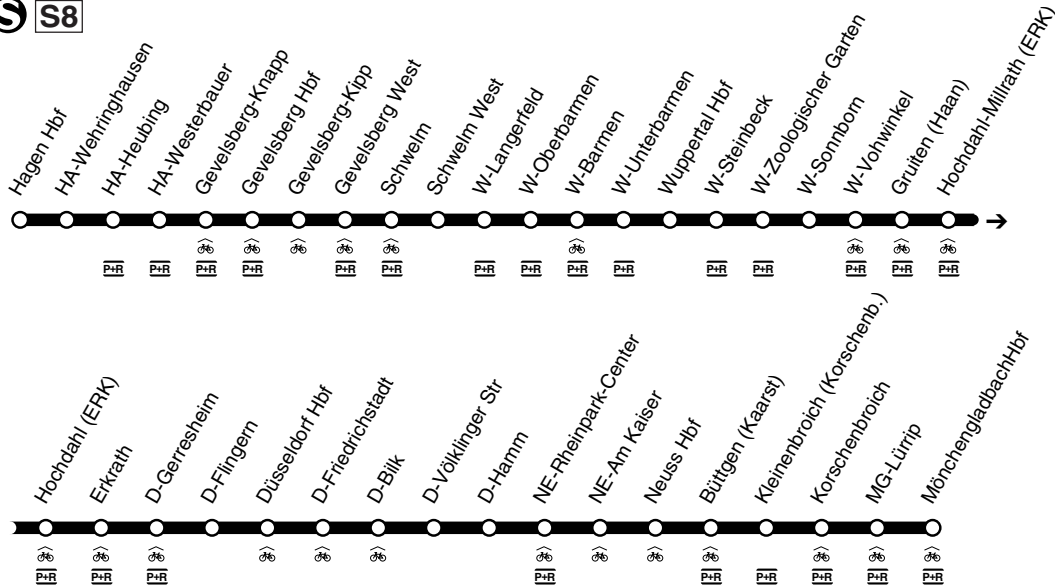 S S8
Hagen Hbf
HA-Wehringhausen
HA-Heubing
HA-Westerbauer
Gevelsberg-Knapp
Gevelsberg Hbf
Gevelsberg-Kipp
Gevelsberg West
Schwelm
Schwelm West
W-Langerfeld
W-Oberbarmen
W-Barmen
W-Unterbarmen
Wuppertal Hbf
W-Steinbeck
W-Zoologischer Garten
W-Sonnborn
W-Vohwinkel
Gruiten (Haan)
Hochdahl-Millrath (ERK)
P+R P+R P+R P+R P+R P+R P+R P+R P+R P+R P+R P+R P+R P+R P+R
Hochdahl (ERK)
Erkrath
D-Gerresheim
D-Flingern
Düsseldorf Hbf
D-Friedrichstadt
D-Bilk
D-Völklinger Str
D-Hamm
NE-Rheinpark-Center
NE-Am Kaiser
Neuss Hbf
Büttgen (Kaarst)
Kleinenbroich (Korschenb.)
Korschenbroich
MG-Lürrip
MönchengladbachHbf
P+R P+R P+R P+R P+R P+R P+R P+R P+R